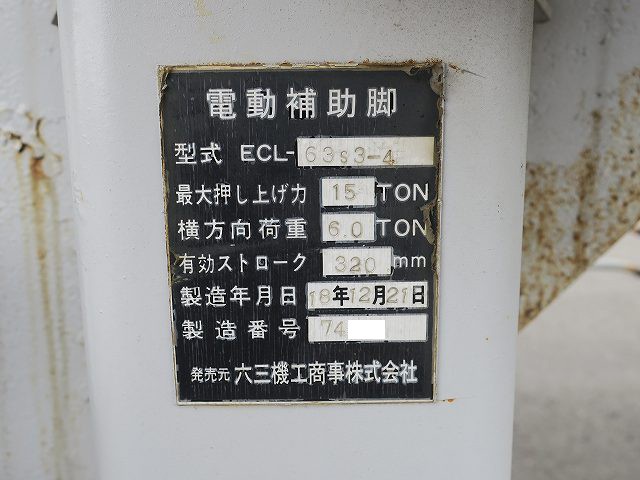 電動補助脚
型式 ECL-63s3-4
最大押し上げ力 15 TON
横方向荷重 6.0 TON
有効ストローク 320 mm
製造年月日 18年12月21日
製造番号 74
発売元 六三機工商事株式会社